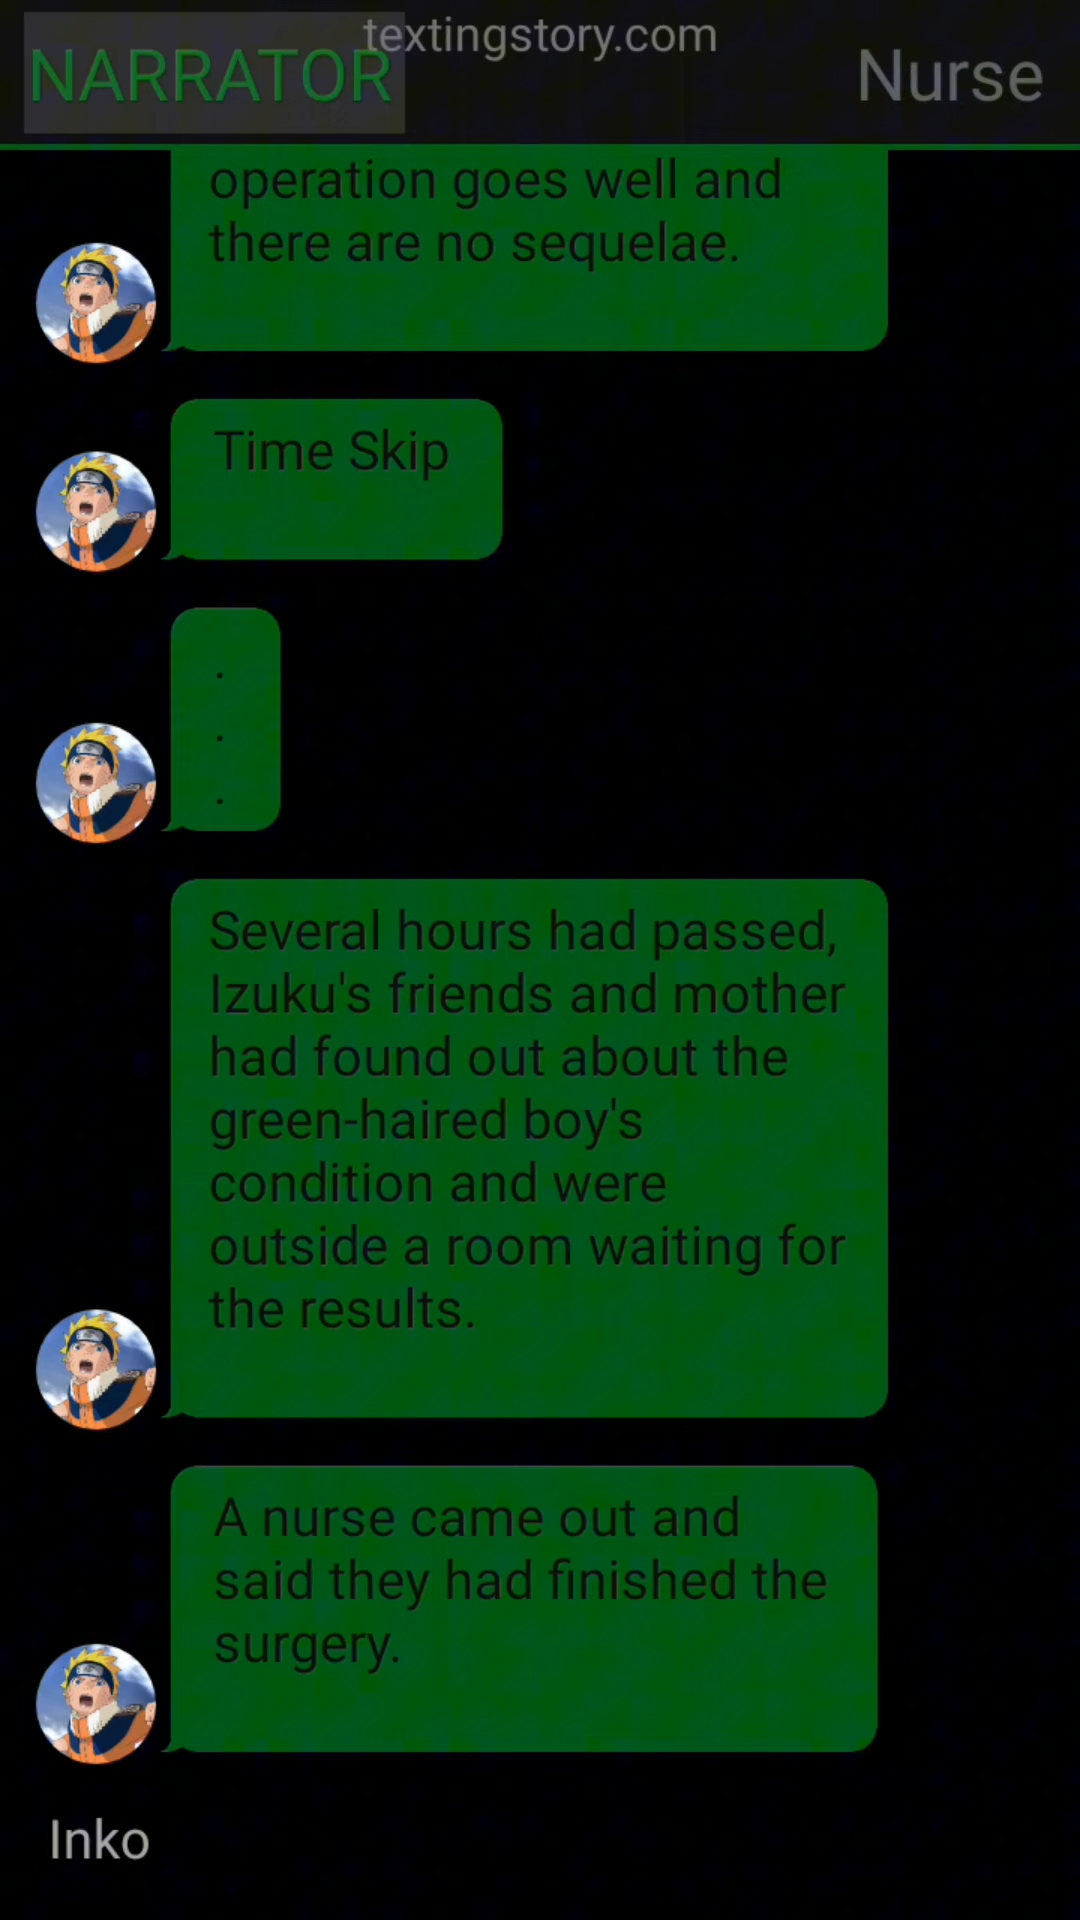 textingstory.com
NARRATOR
Nurse
operation goes well and
there are no sequelae.
Time Skip
.
.
.
Several hours had passed,
Izuku's friends and mother
had found out about the
green-haired boy's
condition and were
outside a room waiting for
the results.
A nurse came out and
said they had finished the
surgery.
Inko